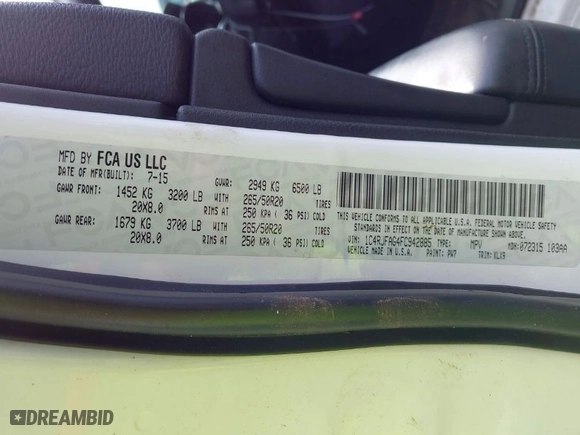 MFD BY FCA US LLC
DATE OF MFR(BUILT): 7-15 GVWR: 2949 KG 6500 LB
GAWR FRONT: 1452 KG 3200 LB WITH 265/50R20
20X8.0 RIMS AT 250 KPA ( 36 PSI) COLD
GAWR REAR: 1679 KG 3700 LB WITH 265/50R20
20X8.0 RIMS AT 250 KPA ( 36 PSI) COLD
THIS VEHICLE CONFORMS TO ALL APPLICABLE U.S.A. FEDERAL MOTOR VEHICLE SAFETY
STANDARDS IN EFFECT ON THE DATE OF MANUFACTURE SHOWN ABOVE.
VIN: 1C4RJFAG4FC942885 TYPE: MPV MDH: 072315 103AA
VEHICLE MADE IN U.S.A. PAINT: PW7 TRIM: XLX9
DREAMBID